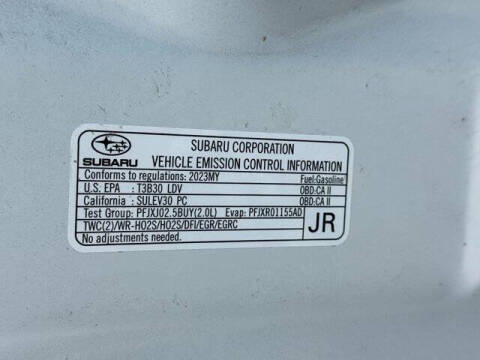 SUBARU CORPORATION
SUBARU VEHICLE EMISSION CONTROL INFORMATION
Conforms to regulations: 2023MY Fuel:Gasoline
U.S. EPA : T3B30 LDV OBD:CA II
California : SULEV30 PC OBD:CA II
Test Group: PFJXJ02.5BUY(2.0L) Evap: PFJXR01155AD
TWC(2)/WR-HO2S/HO2S/DFI/EGR/EGRC
No adjustments needed.
JR